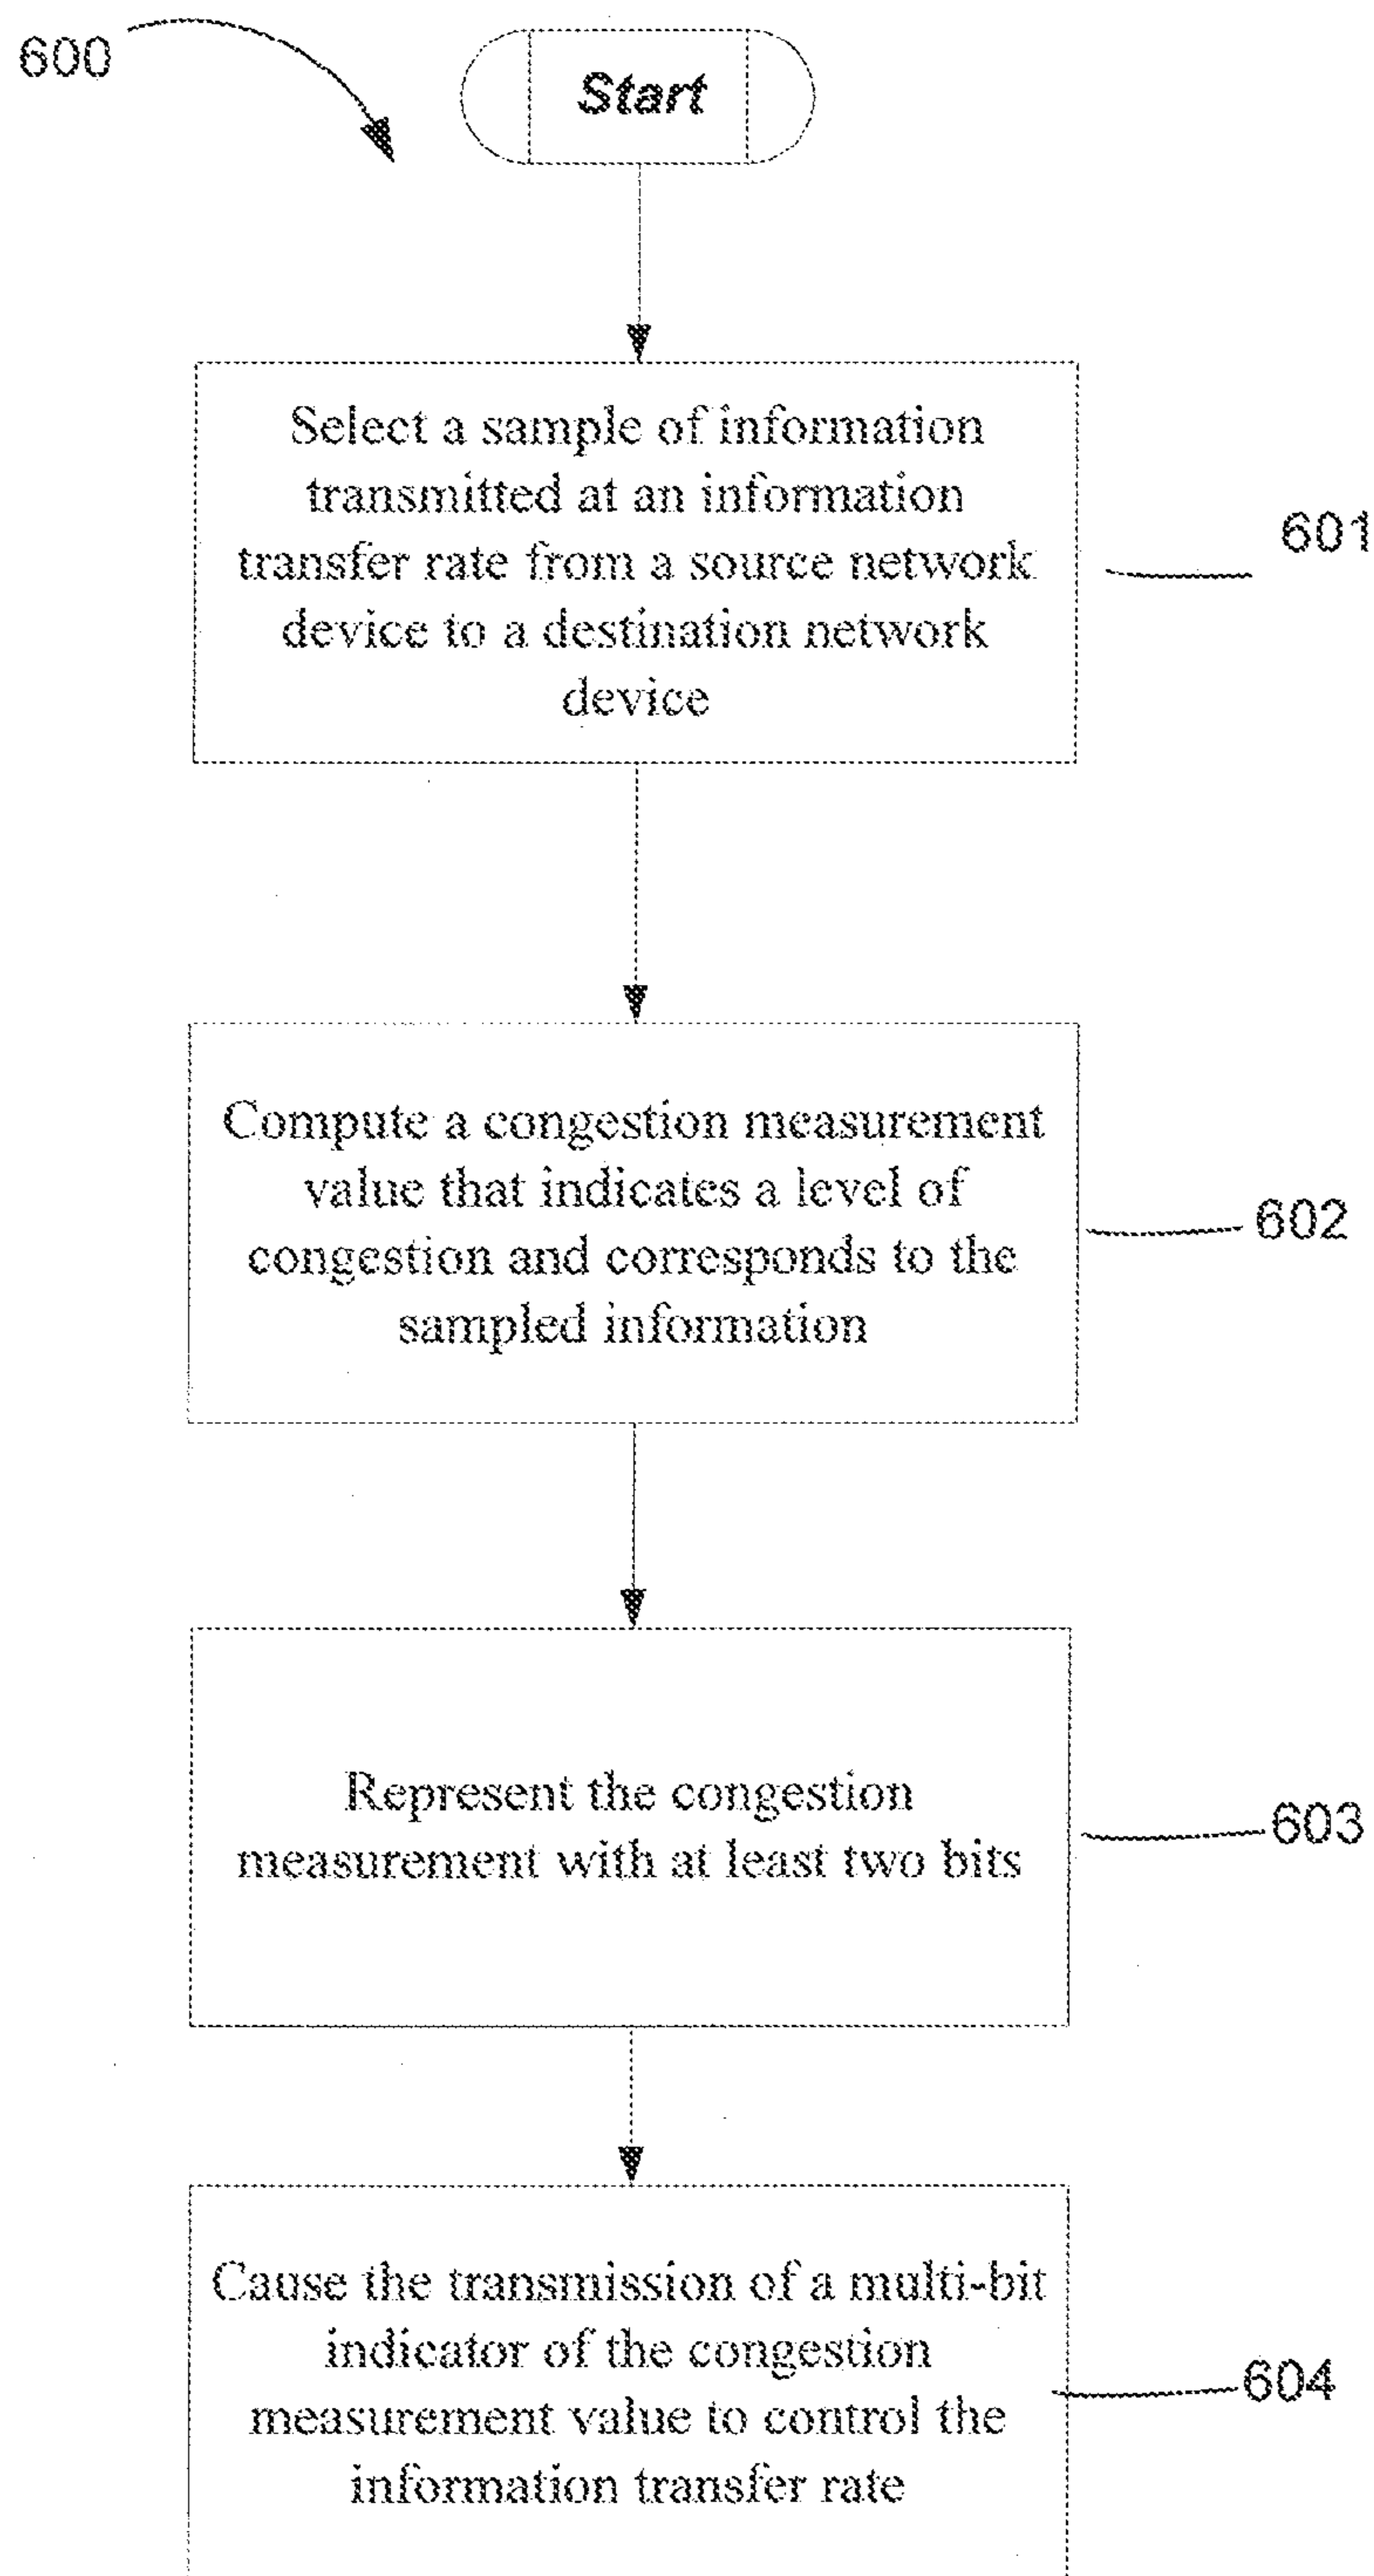 600
Start
Select a sample of information
transmitted at an information
transfer rate from a source network
device to a destination network
device
601
Compute a congestion measurement
value that indicates a level of
congestion and corresponds to the
sampled information
602
Represent the congestion
measurement with at least two bits
603
Cause the transmission of a multi-bit
indicator of the congestion
measurement value to control the
information transfer rate
604